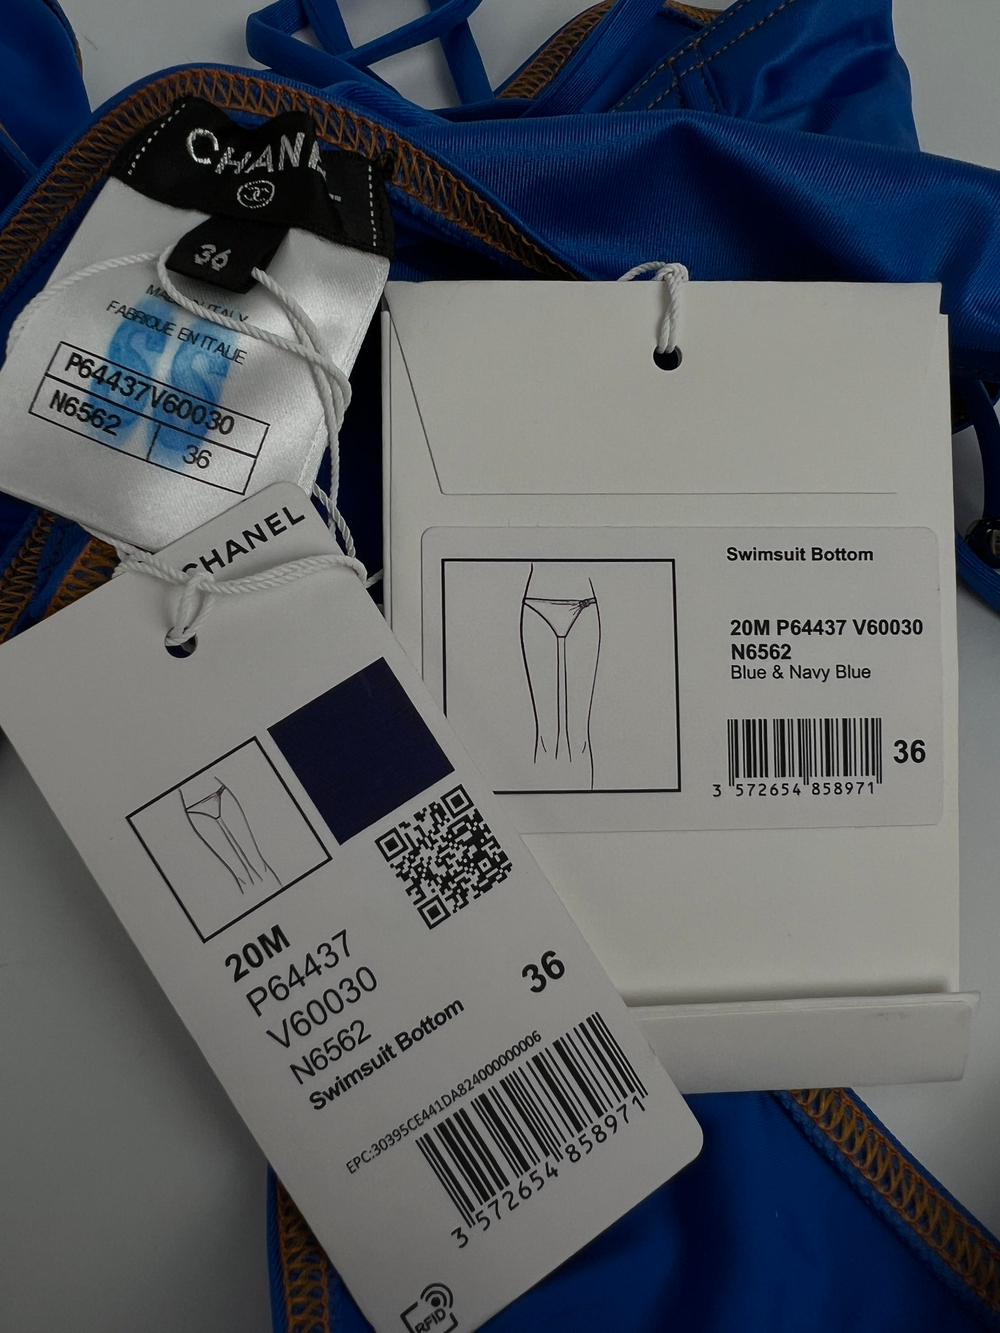 CHANEL
36
MADE IN ITALY
FABRIQUÉ EN ITALIE
P64437V60030
N6562
36
CHANEL
20M
P64437
V60030
N6562
36
Swimsuit Bottom
EPC:30395CE441DA824000000006
3 572654 858971
RFID
Swimsuit Bottom
20M P64437 V60030
N6562
Blue & Navy Blue
36
3 572654 858971